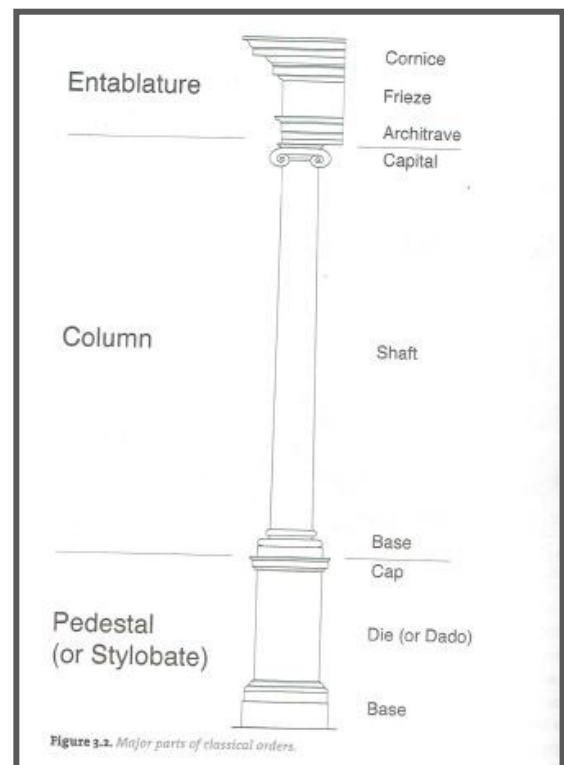 Entablature
Cornice
Frieze
Architrave
Capital
Column
Shaft
Base
Cap
Pedestal
(or Stylobate)
Die (or Dado)
Base
Figure 3.2. Major parts of classical orders.